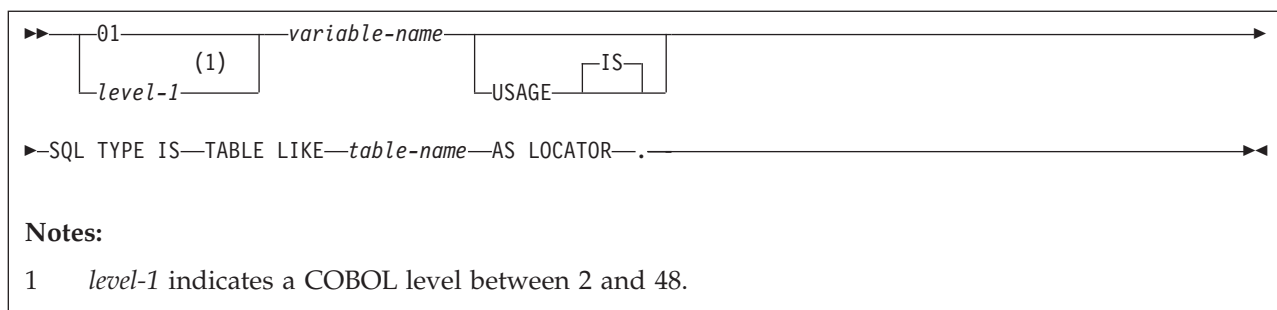 01 variable-name
(1) IS
level-1 USAGE
SQL TYPE IS TABLE LIKE table-name AS LOCATOR .
Notes:
1 level-1 indicates a COBOL level between 2 and 48.